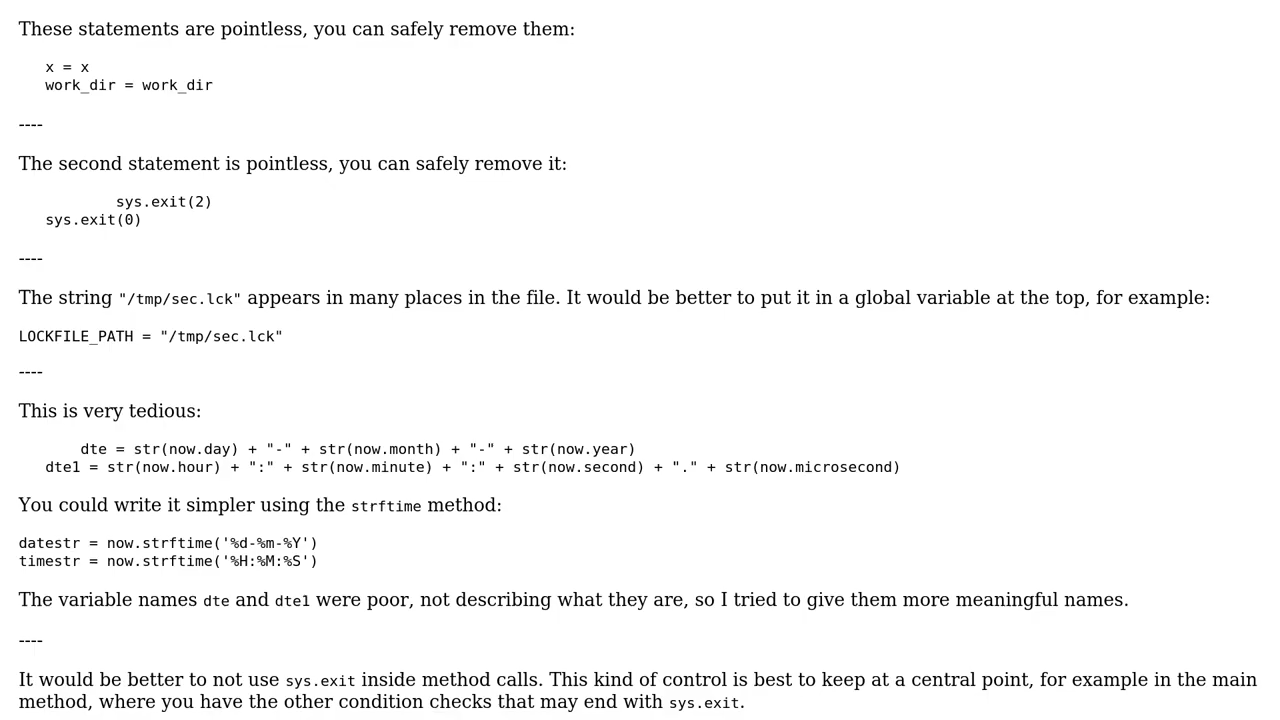 These statements are pointless, you can safely remove them:
x = x
work_dir = work_dir
----
The second statement is pointless, you can safely remove it:
sys.exit(2)
sys.exit(0)
----
The string "/tmp/sec.lck" appears in many places in the file. It would be better to put it in a global variable at the top, for example:
LOCKFILE_PATH = "/tmp/sec.lck"
----
This is very tedious:
dte = str(now.day) + "-" + str(now.month) + "-" + str(now.year)
dte1 = str(now.hour) + ":" + str(now.minute) + ":" + str(now.second) + "." + str(now.microsecond)
You could write it simpler using the strftime method:
datestr = now.strftime('%d-%m-%Y')
timestr = now.strftime('%H:%M:%S')
The variable names dte and dte1 were poor, not describing what they are, so I tried to give them more meaningful names.
----
It would be better to not use sys.exit inside method calls. This kind of control is best to keep at a central point, for example in the main
method, where you have the other condition checks that may end with sys.exit.